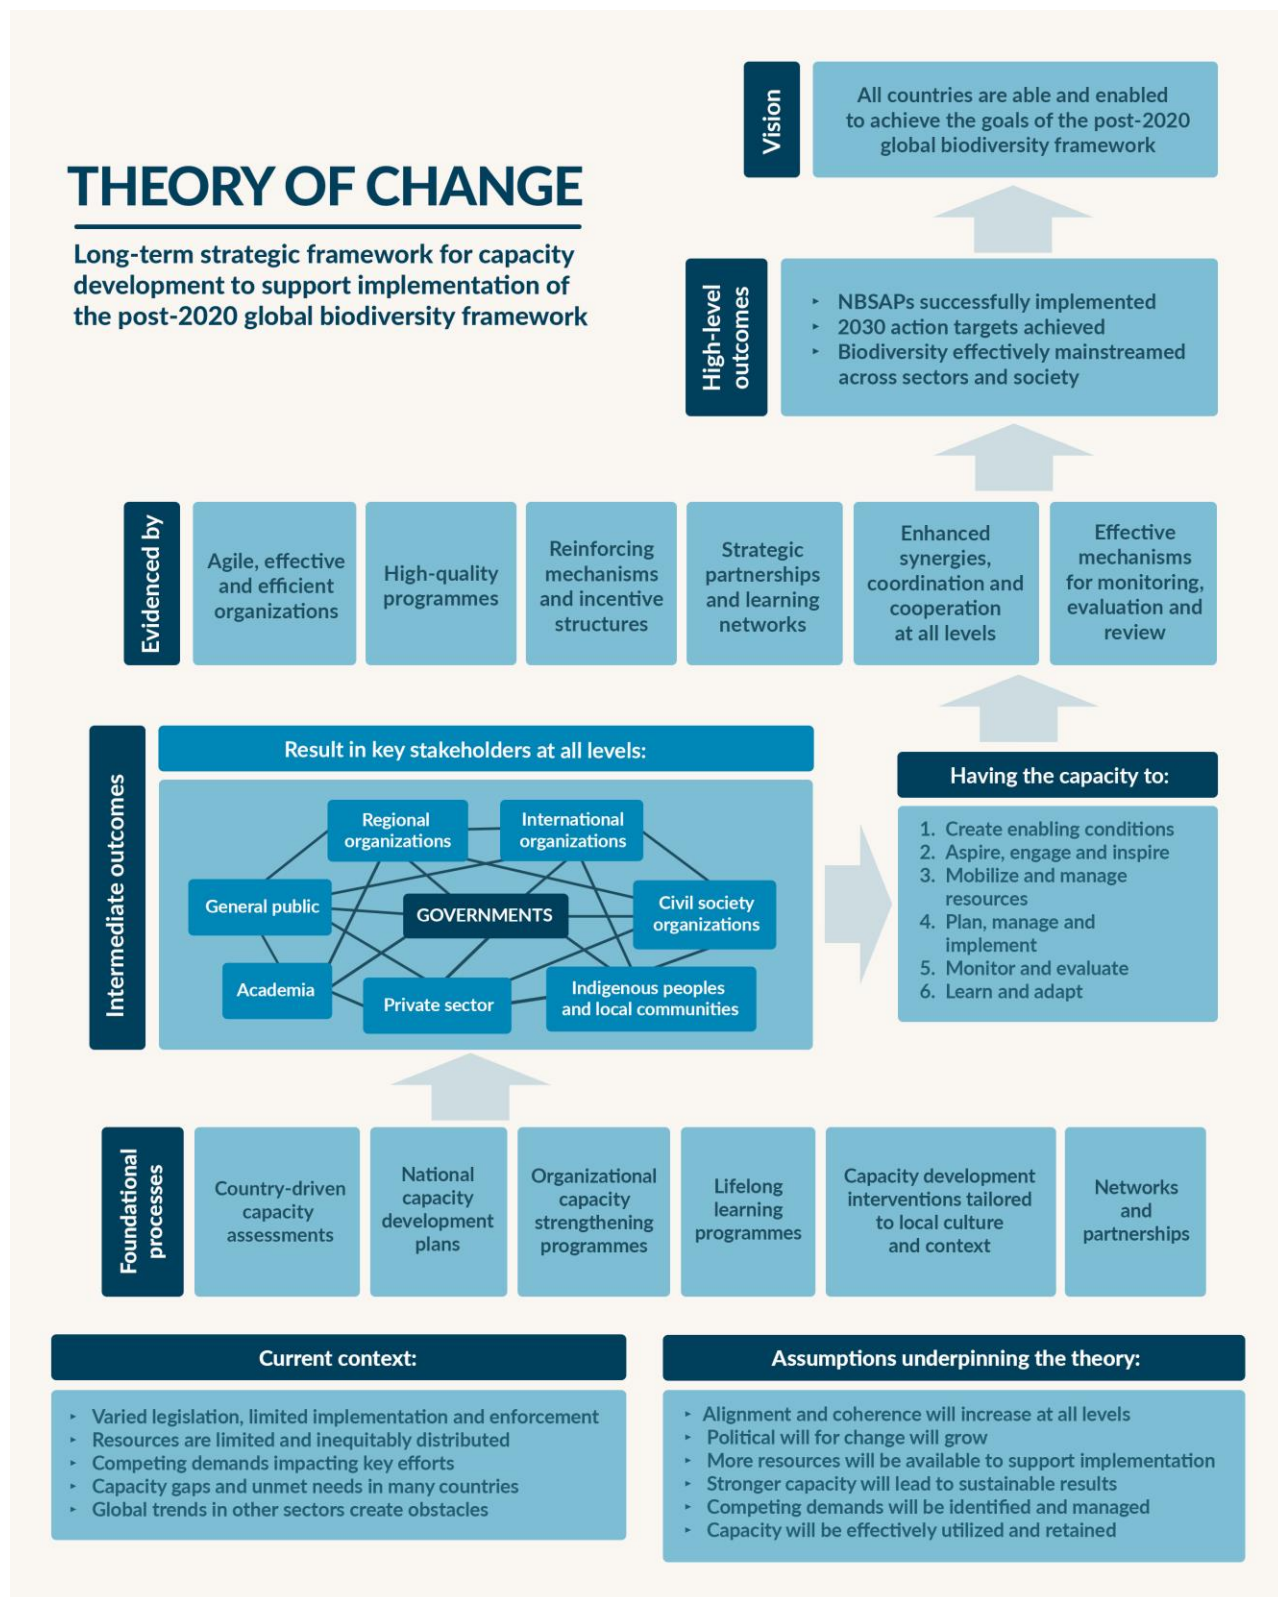 Vision
All countries are able and enabled
to achieve the goals of the post-2020
global biodiversity framework
THEORY OF CHANGE
Long-term strategic framework for capacity
development to support implementation of
the post-2020 global biodiversity framework
High-level
outcomes
‣ NBSAPs successfully implemented
‣ 2030 action targets achieved
‣ Biodiversity effectively mainstreamed
across sectors and society
Evidenced by
Agile, effective
and efficient
organizations
High-quality
programmes
Reinforcing
mechanisms
and incentive
structures
Strategic
partnerships
and learning
networks
Enhanced
synergies,
coordination and
cooperation
at all levels
Effective
mechanisms
for monitoring,
evaluation and
review
Intermediate outcomes
Result in key stakeholders at all levels:
Regional
organizations
International
organizations
General public
GOVERNMENTS
Civil society
organizations
Academia
Private sector
Indigenous peoples
and local communities
Having the capacity to:
1. Create enabling conditions
2. Aspire, engage and inspire
3. Mobilize and manage
resources
4. Plan, manage and
implement
5. Monitor and evaluate
6. Learn and adapt
Foundational
processes
Country-driven
capacity
assessments
National
capacity
development
plans
Organizational
capacity
strengthening
programmes
Lifelong
learning
programmes
Capacity development
interventions tailored
to local culture
and context
Networks
and
partnerships
Current context:
‣ Varied legislation, limited implementation and enforcement
‣ Resources are limited and inequitably distributed
‣ Competing demands impacting key efforts
‣ Capacity gaps and unmet needs in many countries
‣ Global trends in other sectors create obstacles
Assumptions underpinning the theory:
‣ Alignment and coherence will increase at all levels
‣ Political will for change will grow
‣ More resources will be available to support implementation
‣ Stronger capacity will lead to sustainable results
‣ Competing demands will be identified and managed
‣ Capacity will be effectively utilized and retained